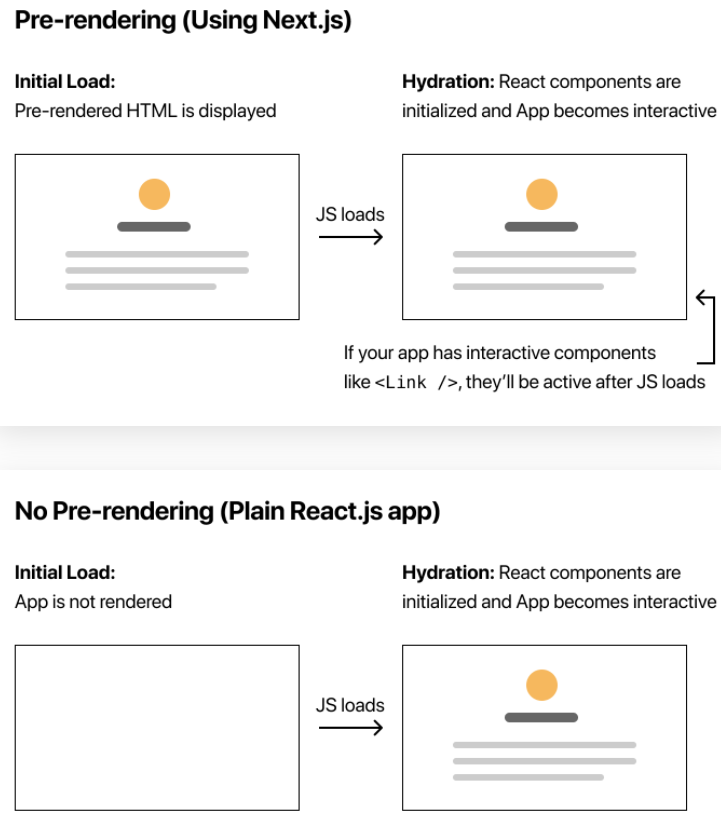 Pre-rendering (Using Next.js)
Initial Load:
Pre-rendered HTML is displayed
Hydration: React components are
initialized and App becomes interactive
JS loads
If your app has interactive components
like <Link />, they'll be active after JS loads
No Pre-rendering (Plain React.js app)
Initial Load:
App is not rendered
Hydration: React components are
initialized and App becomes interactive
JS loads